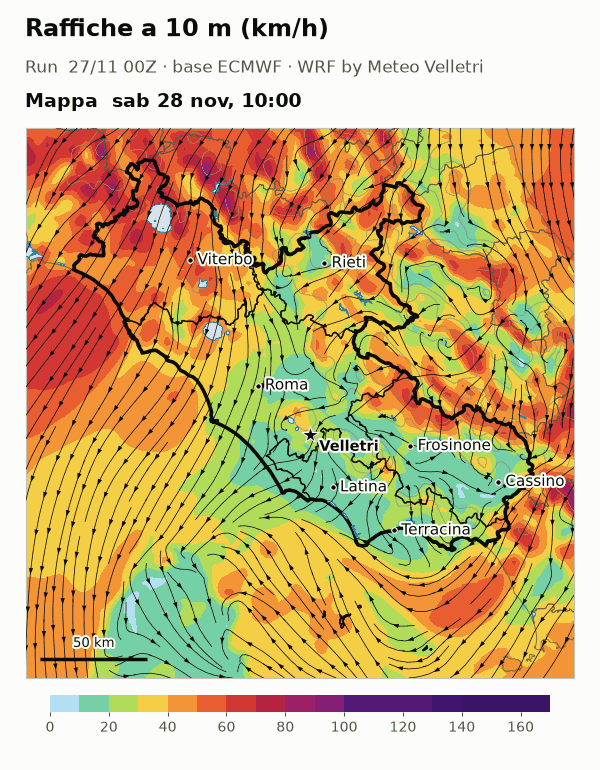 Raffiche a 10 m (km/h)
Run 27/11 00Z · base ECMWF · WRF by Meteo Velletri
Mappa sab 28 nov, 10:00
Viterbo
Rieti
Roma
Velletri
Frosinone
Cassino
Latina
Terracina
50 km
0 20 40 60 80 100 120 140 160